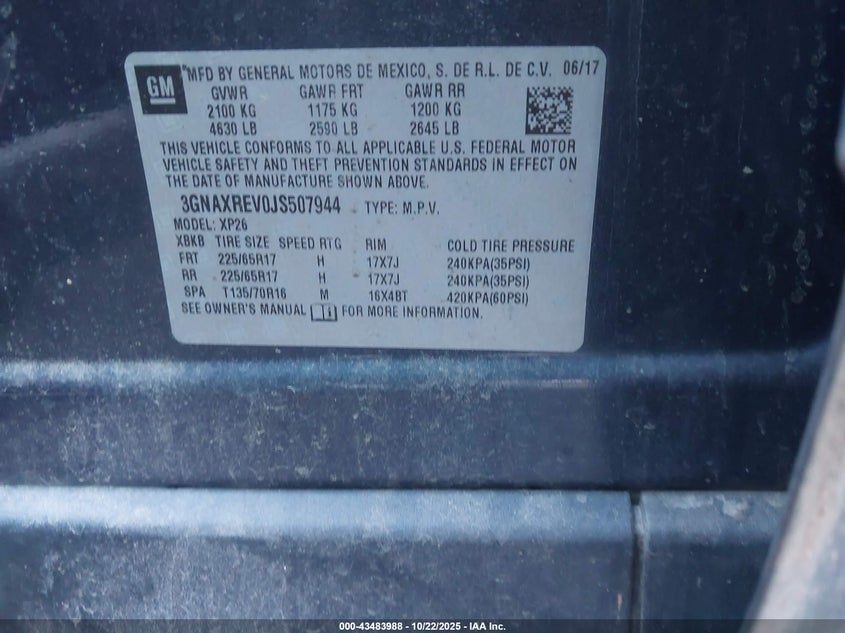 GM
*MFD BY GENERAL MOTORS DE MEXICO, S. DE R.L. DE C.V. 06/17
GVWR GAWR FRT GAWR RR
2100 KG 1175 KG 1200 KG
4630 LB 2590 LB 2645 LB
THIS VEHICLE CONFORMS TO ALL APPLICABLE U.S. FEDERAL MOTOR
VEHICLE SAFETY AND THEFT PREVENTION STANDARDS IN EFFECT ON
THE DATE OF MANUFACTURE SHOWN ABOVE.
3GNAXREV0JS507944 TYPE: M.P.V.
MODEL: XP26
XBKB TIRE SIZE SPEED RTG RIM COLD TIRE PRESSURE
FRT 225/65R17 H 17X7J 240KPA(35PSI)
RR 225/65R17 H 17X7J 240KPA(35PSI)
SPA T135/70R16 M 16X4BT 420KPA(60PSI)
SEE OWNER'S MANUAL FOR MORE INFORMATION.
000-43483988 - 10/22/2025 - IAA Inc.